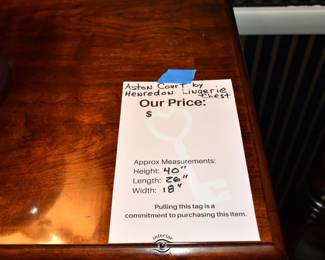 Aston Court by
Henredon Lingerie
Chest
Our Price:
$
Approx Measurements:
Height: 40"
Length: 26"
Width: 18"
Pulling this tag is a
commitment to purchasing this item.
interior